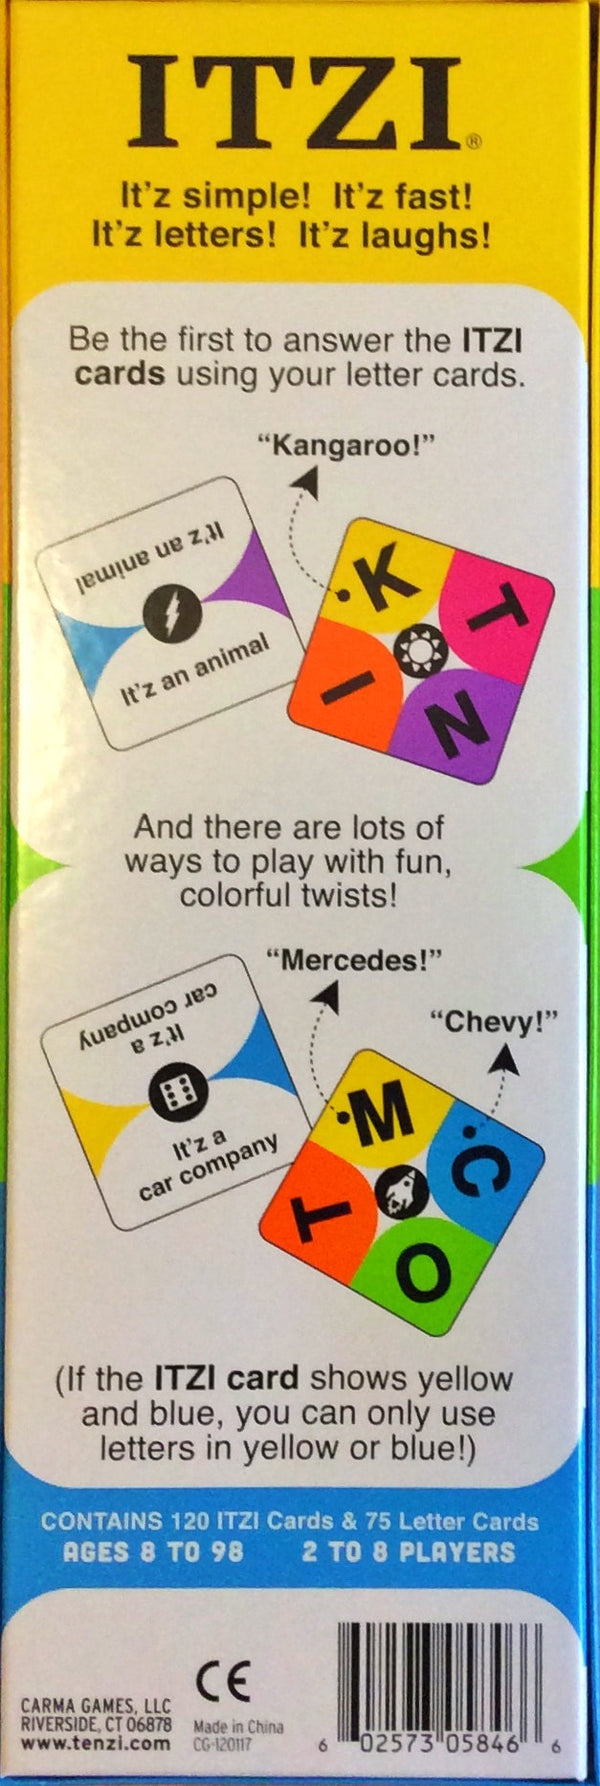 ITZI®
It'z simple! It'z fast!
It'z letters! It'z laughs!
Be the first to answer the ITZI
cards using your letter cards.
“Kangaroo!”
It'z an animal
It'z an animal
K
T
I
N
And there are lots of
ways to play with fun,
colorful twists!
“Mercedes!”
“Chevy!”
It'z a
car company
It'z a
car company
M
C
T
O
(If the ITZI card shows yellow
and blue, you can only use
letters in yellow or blue!)
CONTAINS 120 ITZI Cards & 75 Letter Cards
AGES 8 TO 98 2 TO 8 PLAYERS
CE
CARMA GAMES, LLC
RIVERSIDE, CT 06878
www.tenzi.com
Made in China
CG-120117
6 02573 05846 6